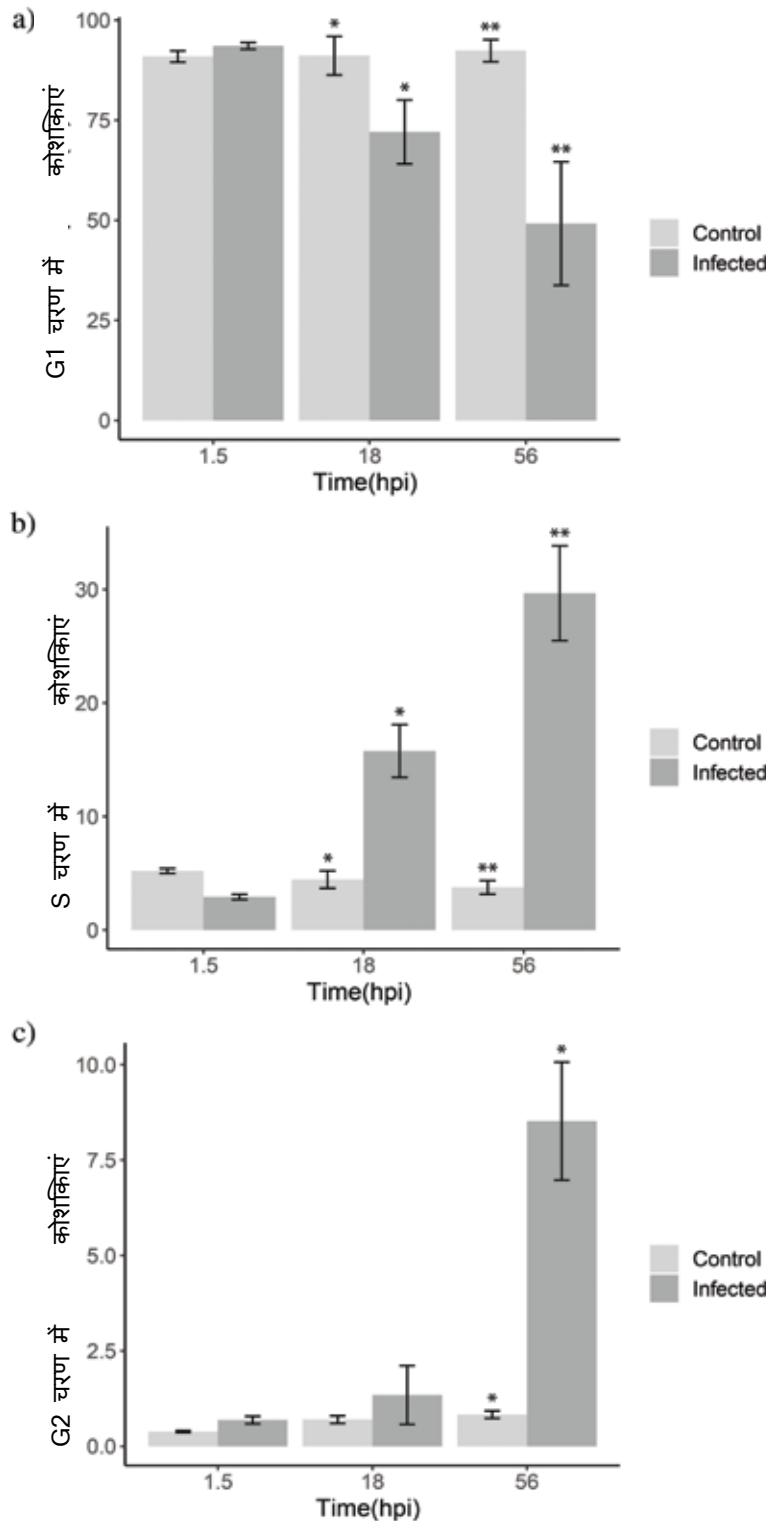 a)
100
75
50
25
0
G1 चरण में कोशिकाएं
* ** * **
1.5 18 56
Time(hpi)
Control
Infected
b)
30
20
10
0
S चरण में कोशिकाएं
** * * **
1.5 18 56
Time(hpi)
Control
Infected
c)
10.0
7.5
5.0
2.5
0.0
G2 चरण में कोशिकाएं
* *
1.5 18 56
Time(hpi)
Control
Infected